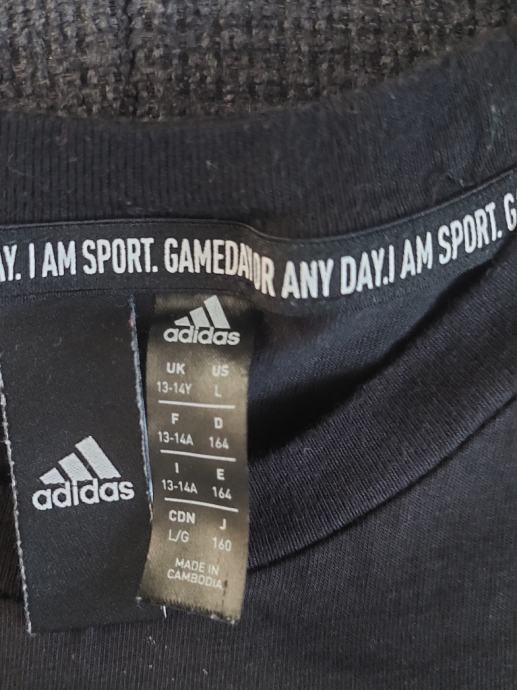 AY. I AM SPORT. GAMEDAY OR ANY DAY.I AM SPORT. G
adidas
UK US
13-14Y L
F D
13-14A 164
I E
13-14A 164
CDN J
L/G 160
MADE IN
CAMBODIA
adidas